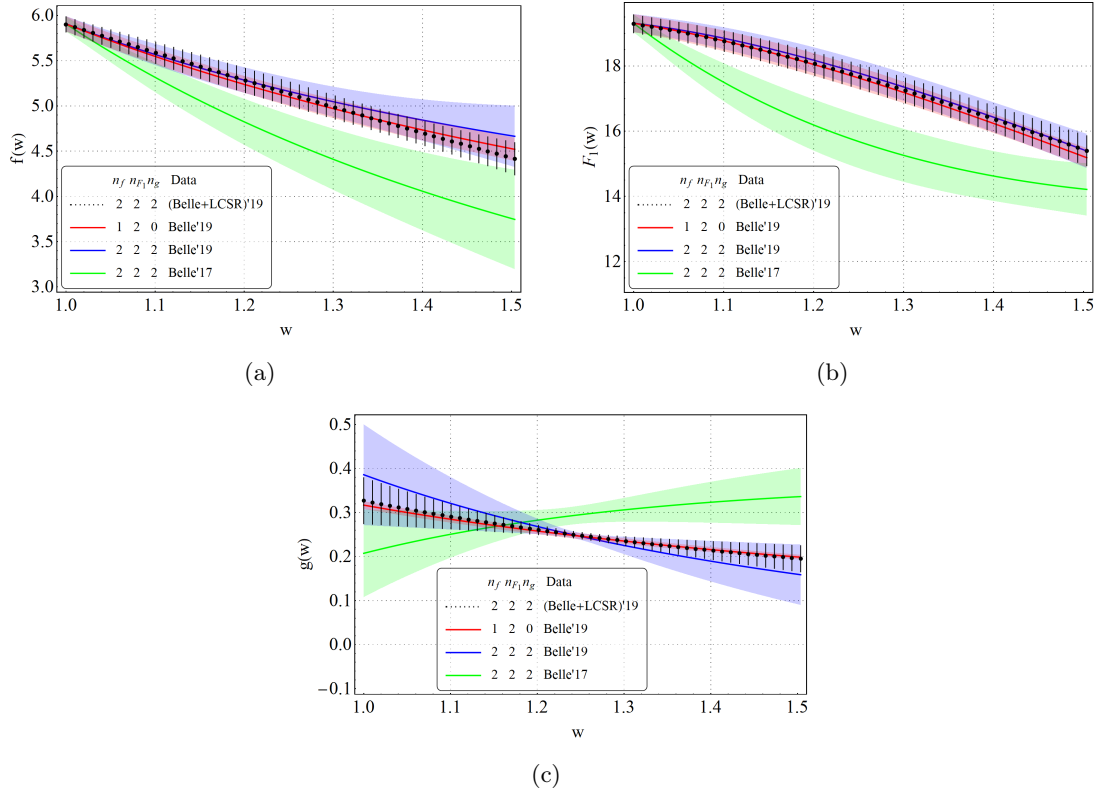 6.0
5.5
5.0
4.5
4.0
3.5
3.0
f(w)
n_f n_{F_1} n_g Data
2 2 2 (Belle+LCSR)'19
1 2 0 Belle'19
2 2 2 Belle'19
2 2 2 Belle'17
1.0 1.1 1.2 1.3 1.4 1.5
w
(a)
18
16
14
12
F_1(w)
n_f n_{F_1} n_g Data
2 2 2 (Belle+LCSR)'19
1 2 0 Belle'19
2 2 2 Belle'19
2 2 2 Belle'17
1.0 1.1 1.2 1.3 1.4 1.5
w
(b)
0.5
0.4
0.3
0.2
0.1
0.0
−0.1
g(w)
n_f n_{F_1} n_g Data
2 2 2 (Belle+LCSR)'19
1 2 0 Belle'19
2 2 2 Belle'19
2 2 2 Belle'17
1.0 1.1 1.2 1.3 1.4 1.5
w
(c)